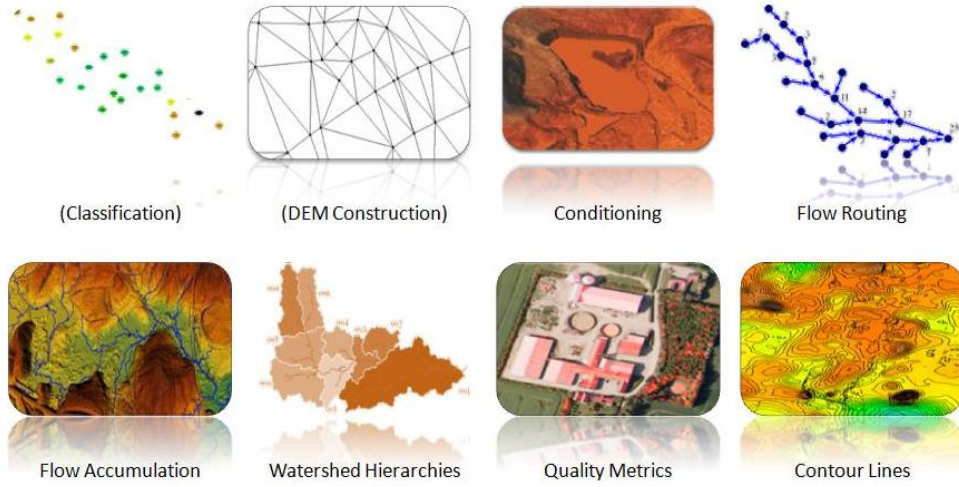 (Classification)
(DEM Construction)
Conditioning
Flow Routing
Flow Accumulation
Watershed Hierarchies
Quality Metrics
Contour Lines